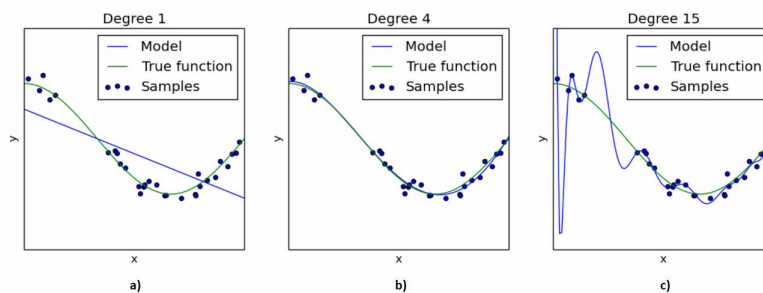 Degree 1
Model
True function
Samples
y
x
a)
Degree 4
Model
True function
Samples
y
x
b)
Degree 15
Model
True function
Samples
y
x
c)